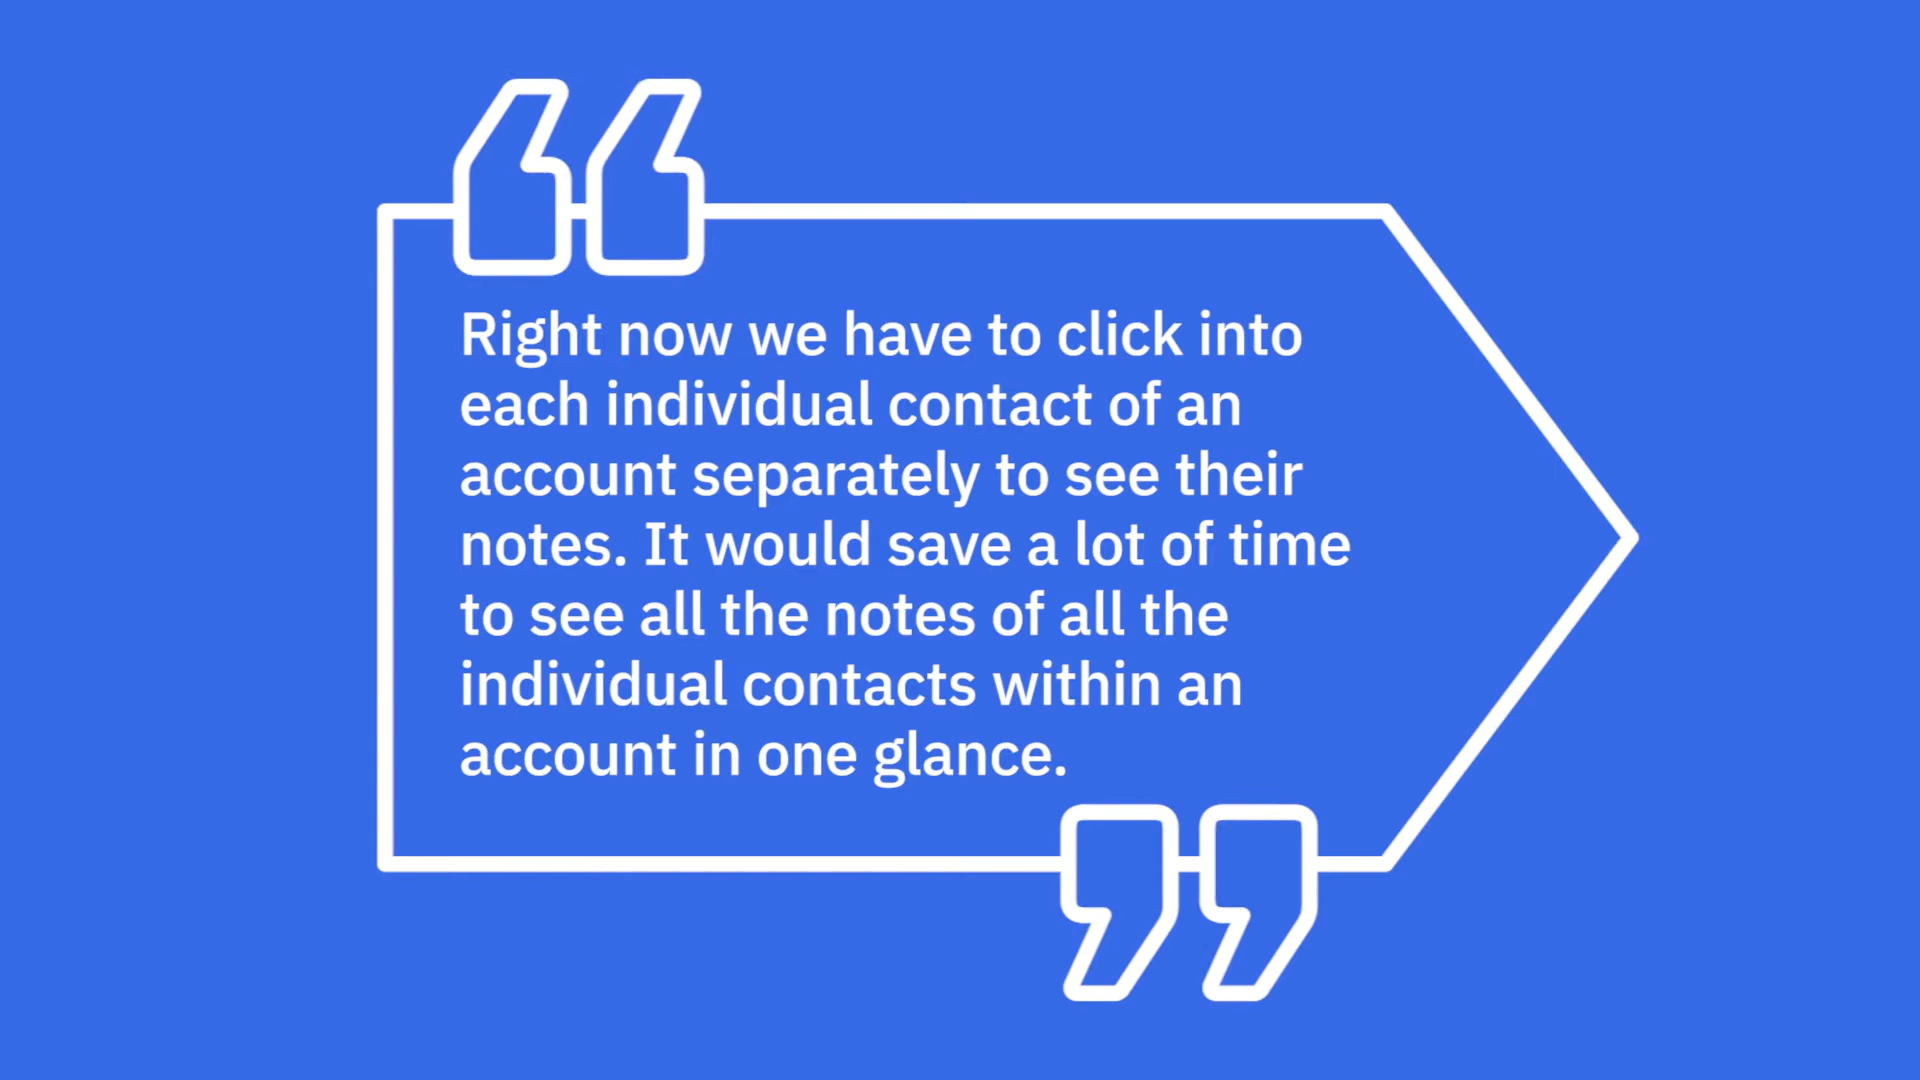 Right now we have to click into
each individual contact of an
account separately to see their
notes. It would save a lot of time
to see all the notes of all the
individual contacts within an
account in one glance.